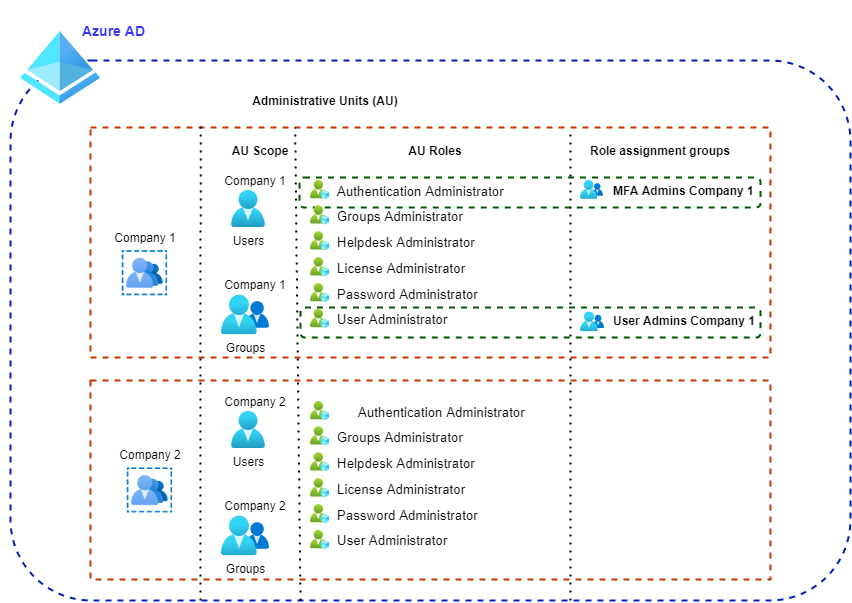 Azure AD
Administrative Units (AU)
AU Scope
AU Roles
Role assignment groups
Company 1
Company 1
Users
Company 1
Groups
Authentication Administrator
MFA Admins Company 1
Groups Administrator
Helpdesk Administrator
License Administrator
Password Administrator
User Administrator
User Admins Company 1
Company 2
Company 2
Users
Company 2
Groups
Authentication Administrator
Groups Administrator
Helpdesk Administrator
License Administrator
Password Administrator
User Administrator